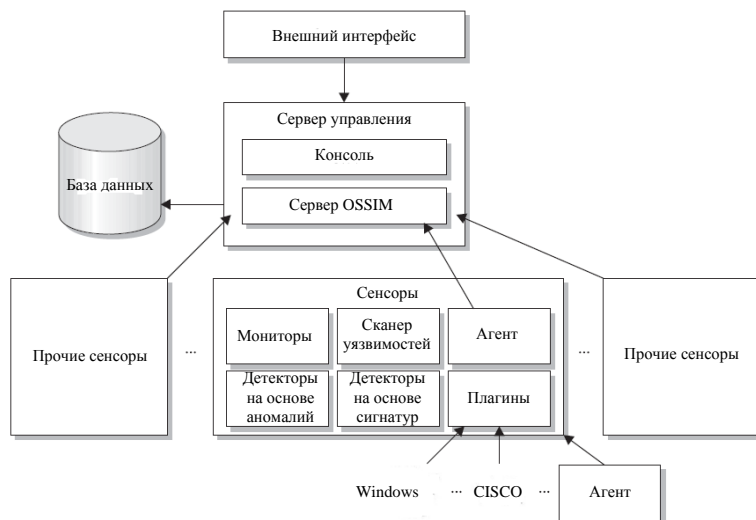 Внешний интерфейс
Сервер управления
Консоль
База данных
Сервер OSSIM
Сенсоры
Прочие сенсоры
...
Мониторы
Сканер
уязвимостей
Агент
...
Прочие сенсоры
Детекторы
на основе
аномалий
Детекторы
на основе
сигнатур
Плагины
Windows ... CISCO ... Агент